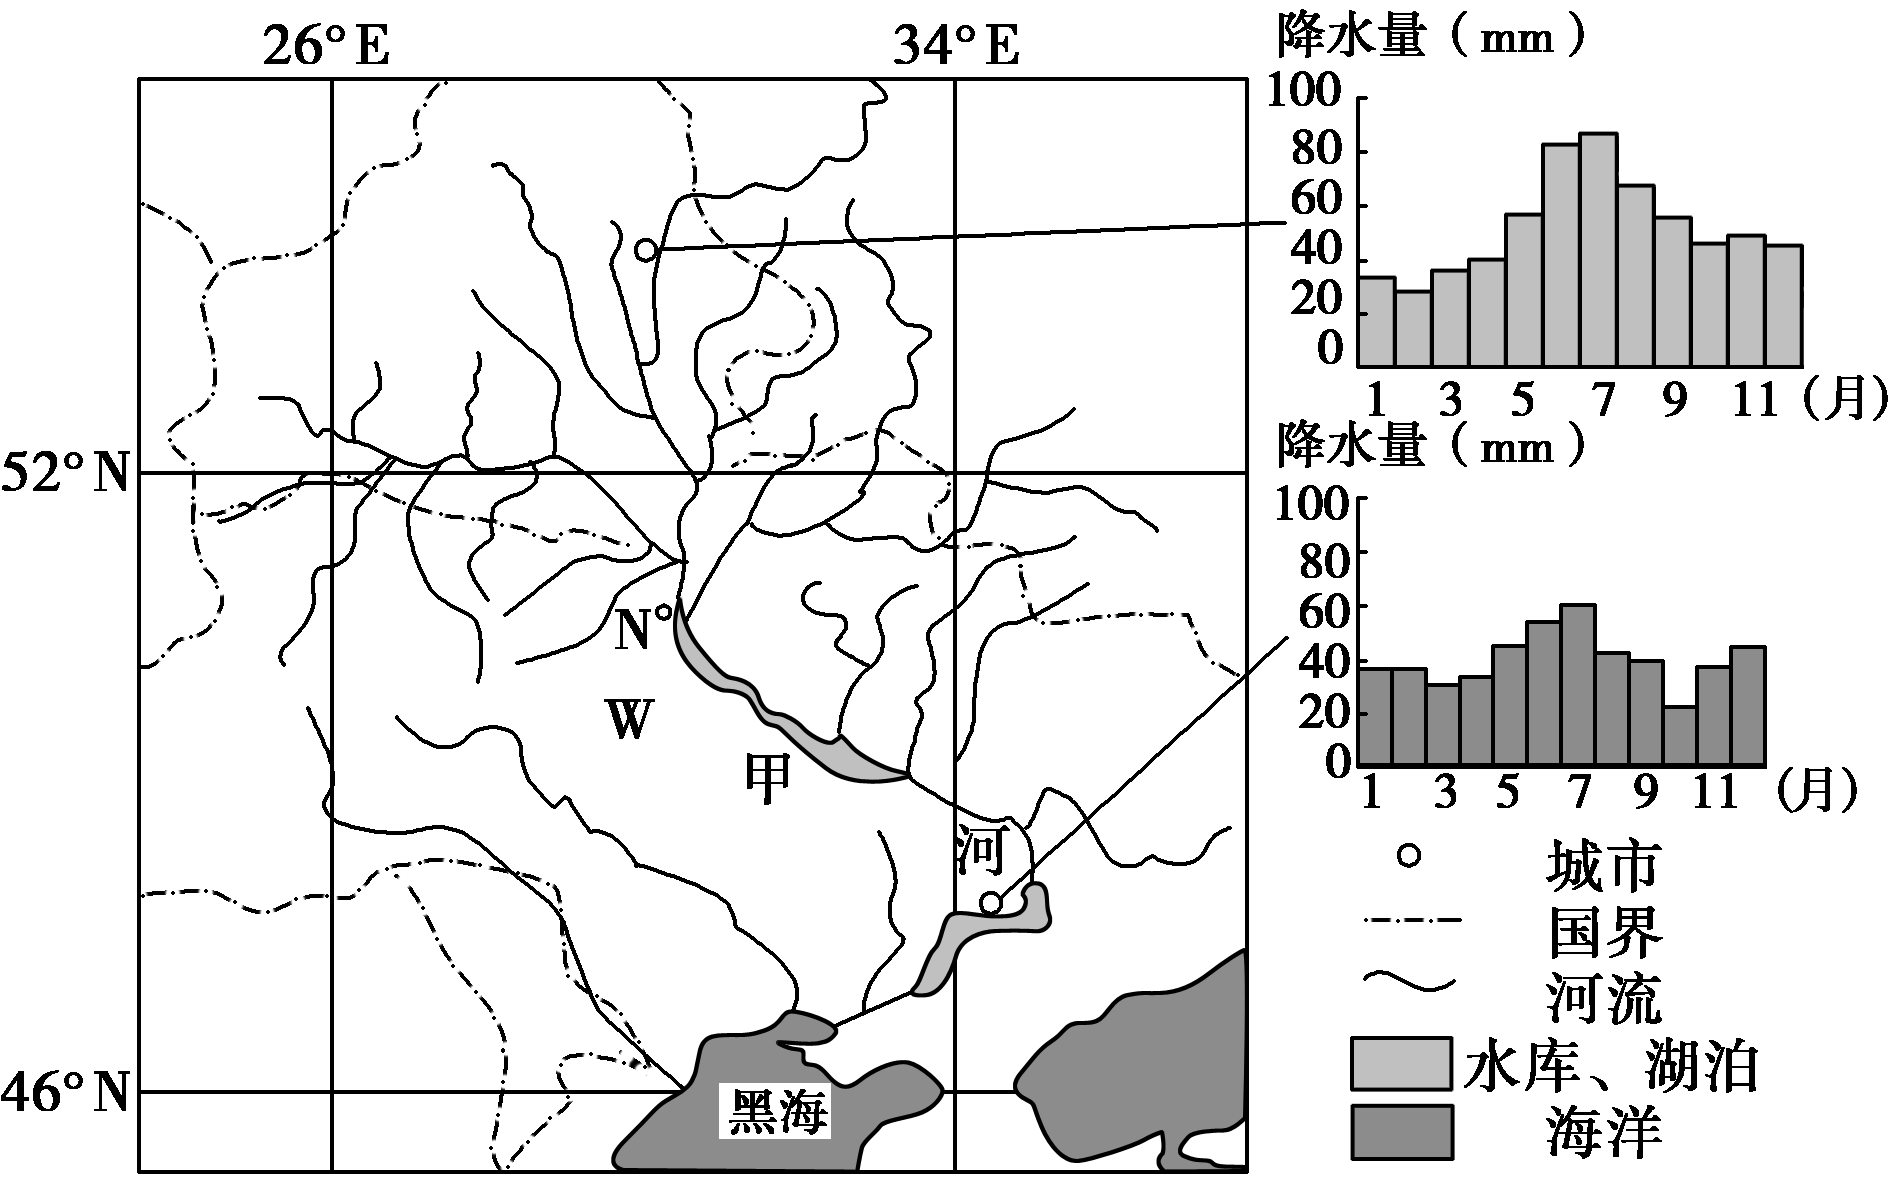 26°E
34°E
52°N
46°N
N
W
甲
河
黑海
降水量(mm)
100
80
60
40
20
0
1 3 5 7 9 11 (月)
降水量(mm)
100
80
60
40
20
0
1 3 5 7 9 11 (月)
城市
国界
河流
水库、湖泊
海洋